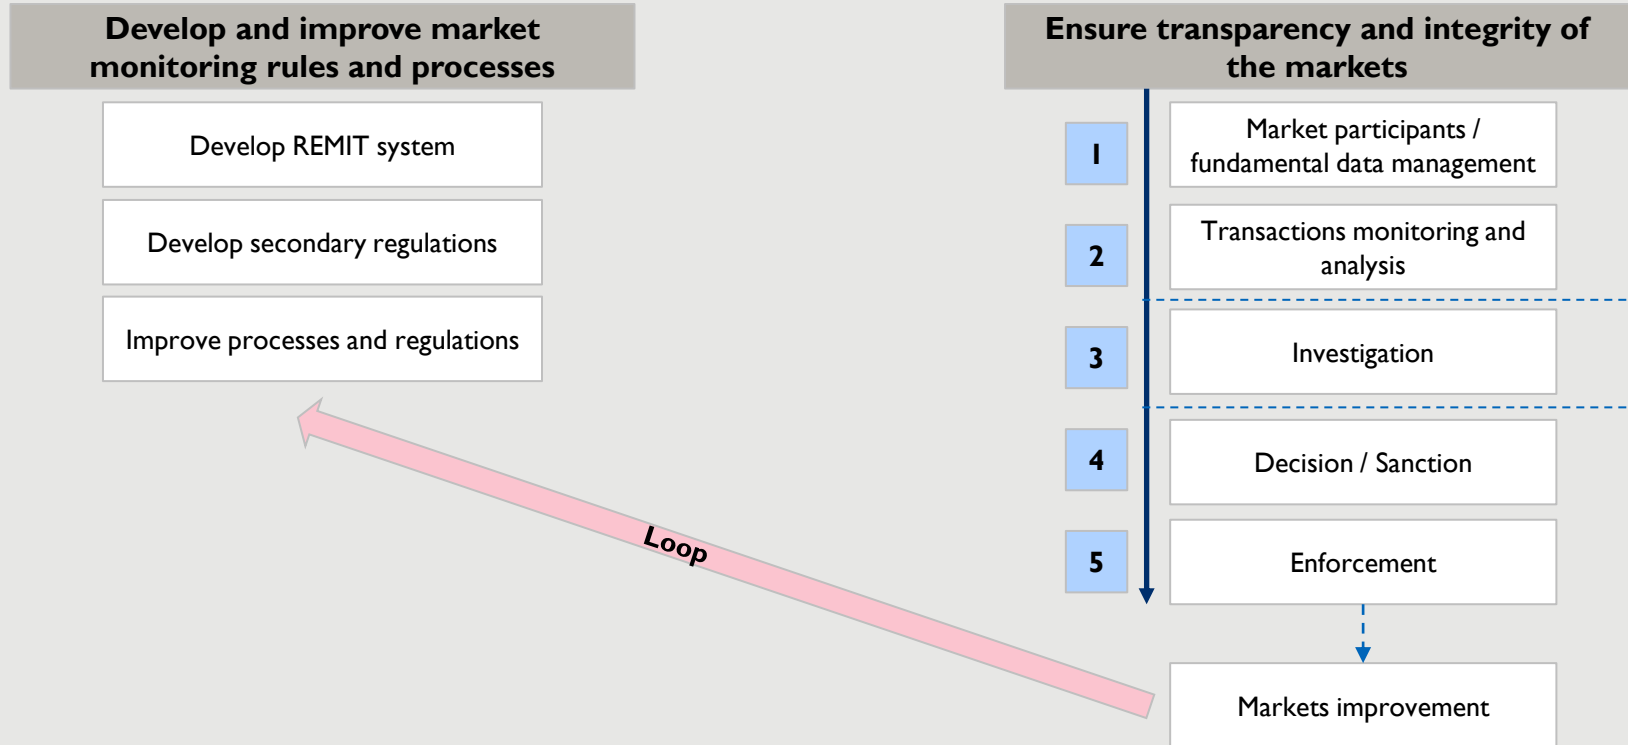 Develop and improve market
monitoring rules and processes
Develop REMIT system
Develop secondary regulations
Improve processes and regulations
Loop
Ensure transparency and integrity of
the markets
1
Market participants /
fundamental data management
2
Transactions monitoring and
analysis
3
Investigation
4
Decision / Sanction
5
Enforcement
Markets improvement